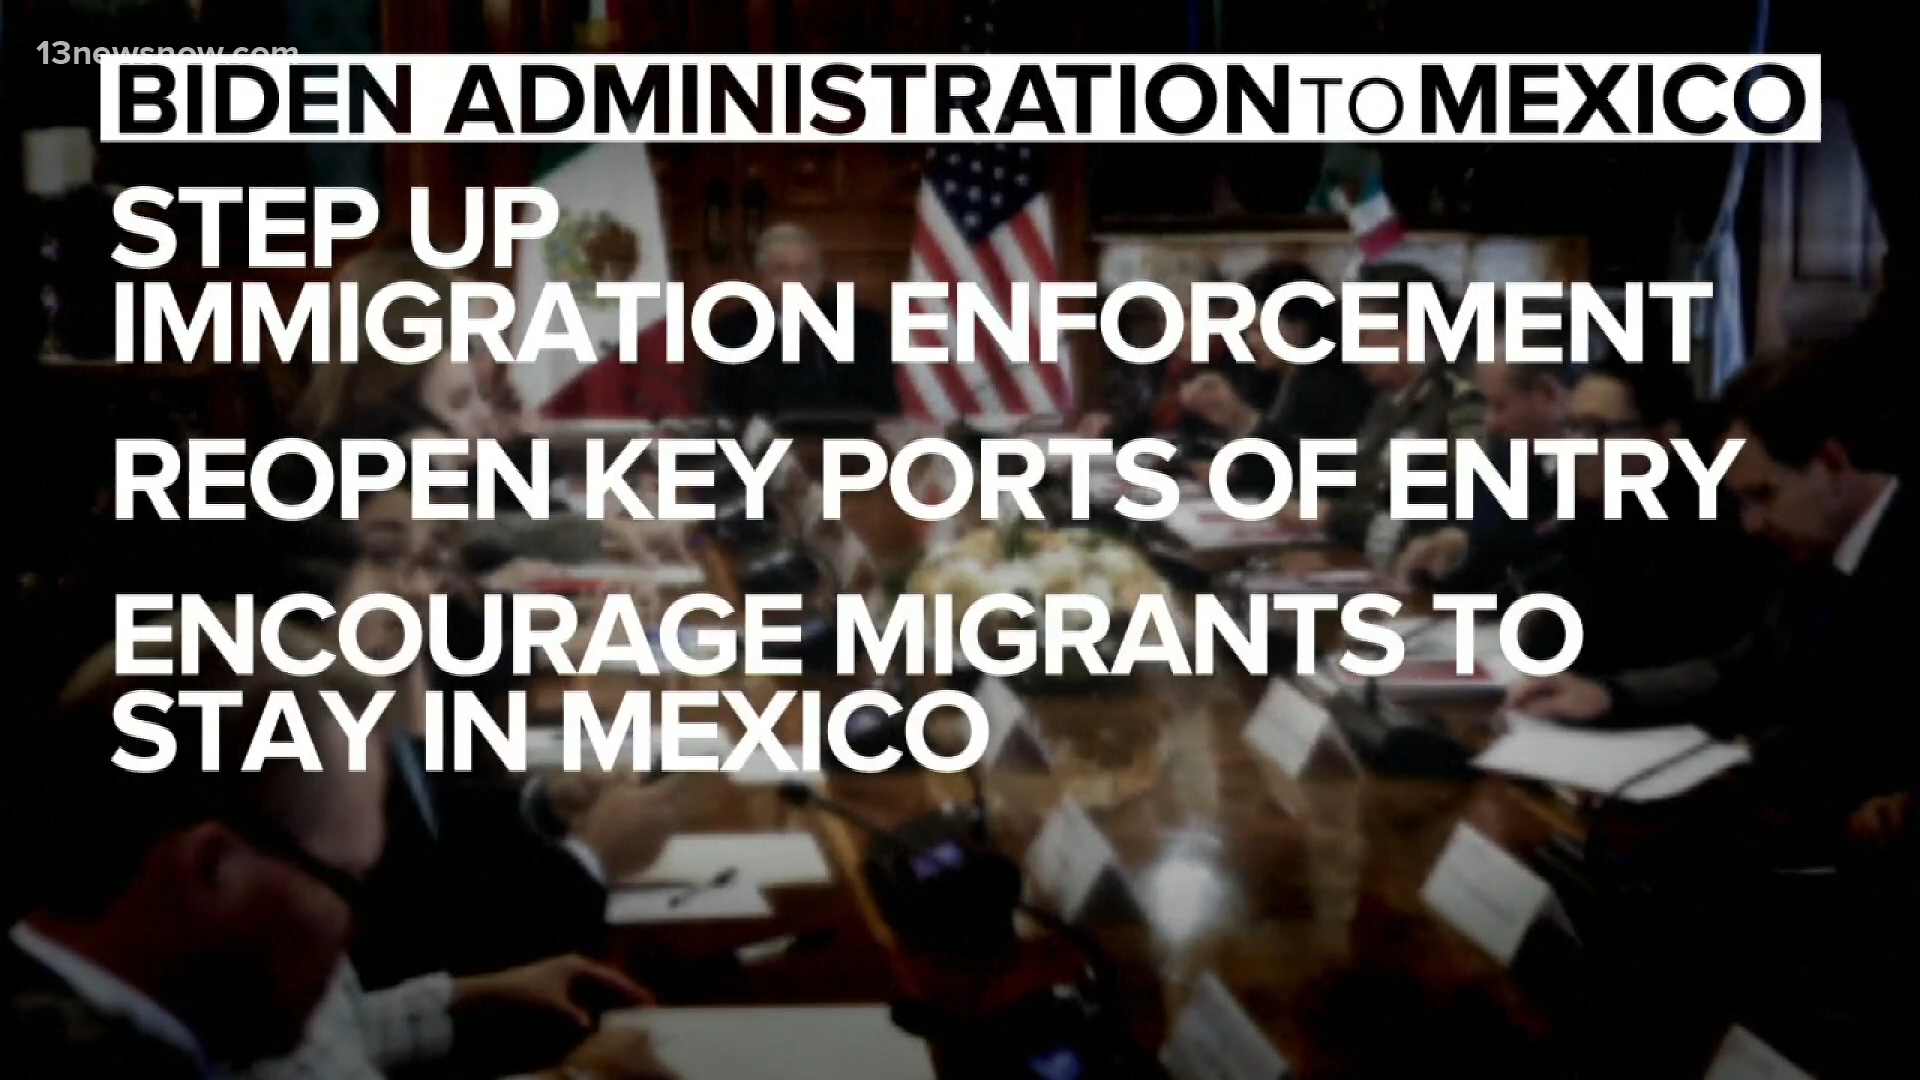 13newsnow.com
BIDEN ADMINISTRATION TO MEXICO
STEP UP
IMMIGRATION ENFORCEMENT
REOPEN KEY PORTS OF ENTRY
ENCOURAGE MIGRANTS TO
STAY IN MEXICO